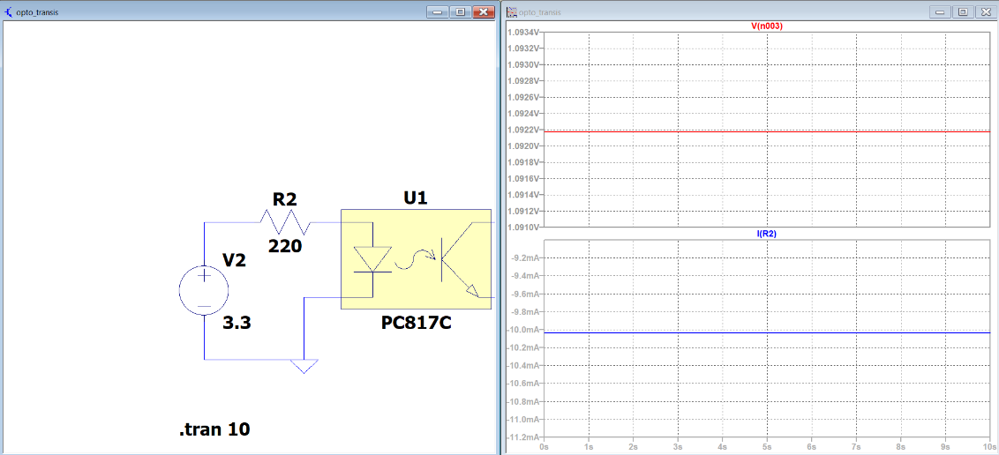 opto_transis
R2
220
V2
3.3
U1
PC817C
.tran 10
opto_transis
V(n003)
1.0934V
1.0932V
1.0930V
1.0928V
1.0926V
1.0924V
1.0922V
1.0920V
1.0918V
1.0916V
1.0914V
1.0912V
1.0910V
I(R2)
-9.2mA
-9.4mA
-9.6mA
-9.8mA
-10.0mA
-10.2mA
-10.4mA
-10.6mA
-10.8mA
-11.0mA
-11.2mA
0s 1s 2s 3s 4s 5s 6s 7s 8s 9s 10s